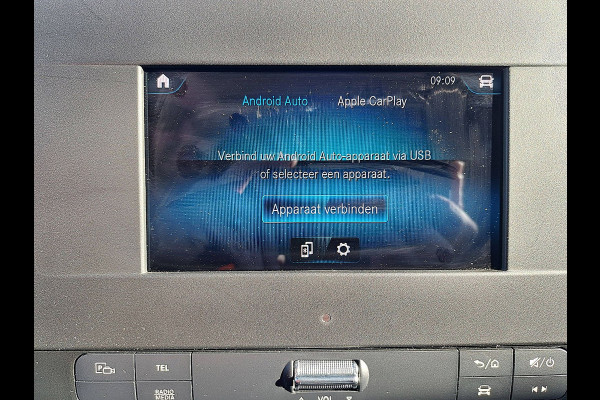 09:09
Android Auto Apple CarPlay
Verbind uw Android Auto-apparaat via USB
of selecteer een apparaat.
Apparaat verbinden
P
TEL
RADIO
MEDIA
VOL